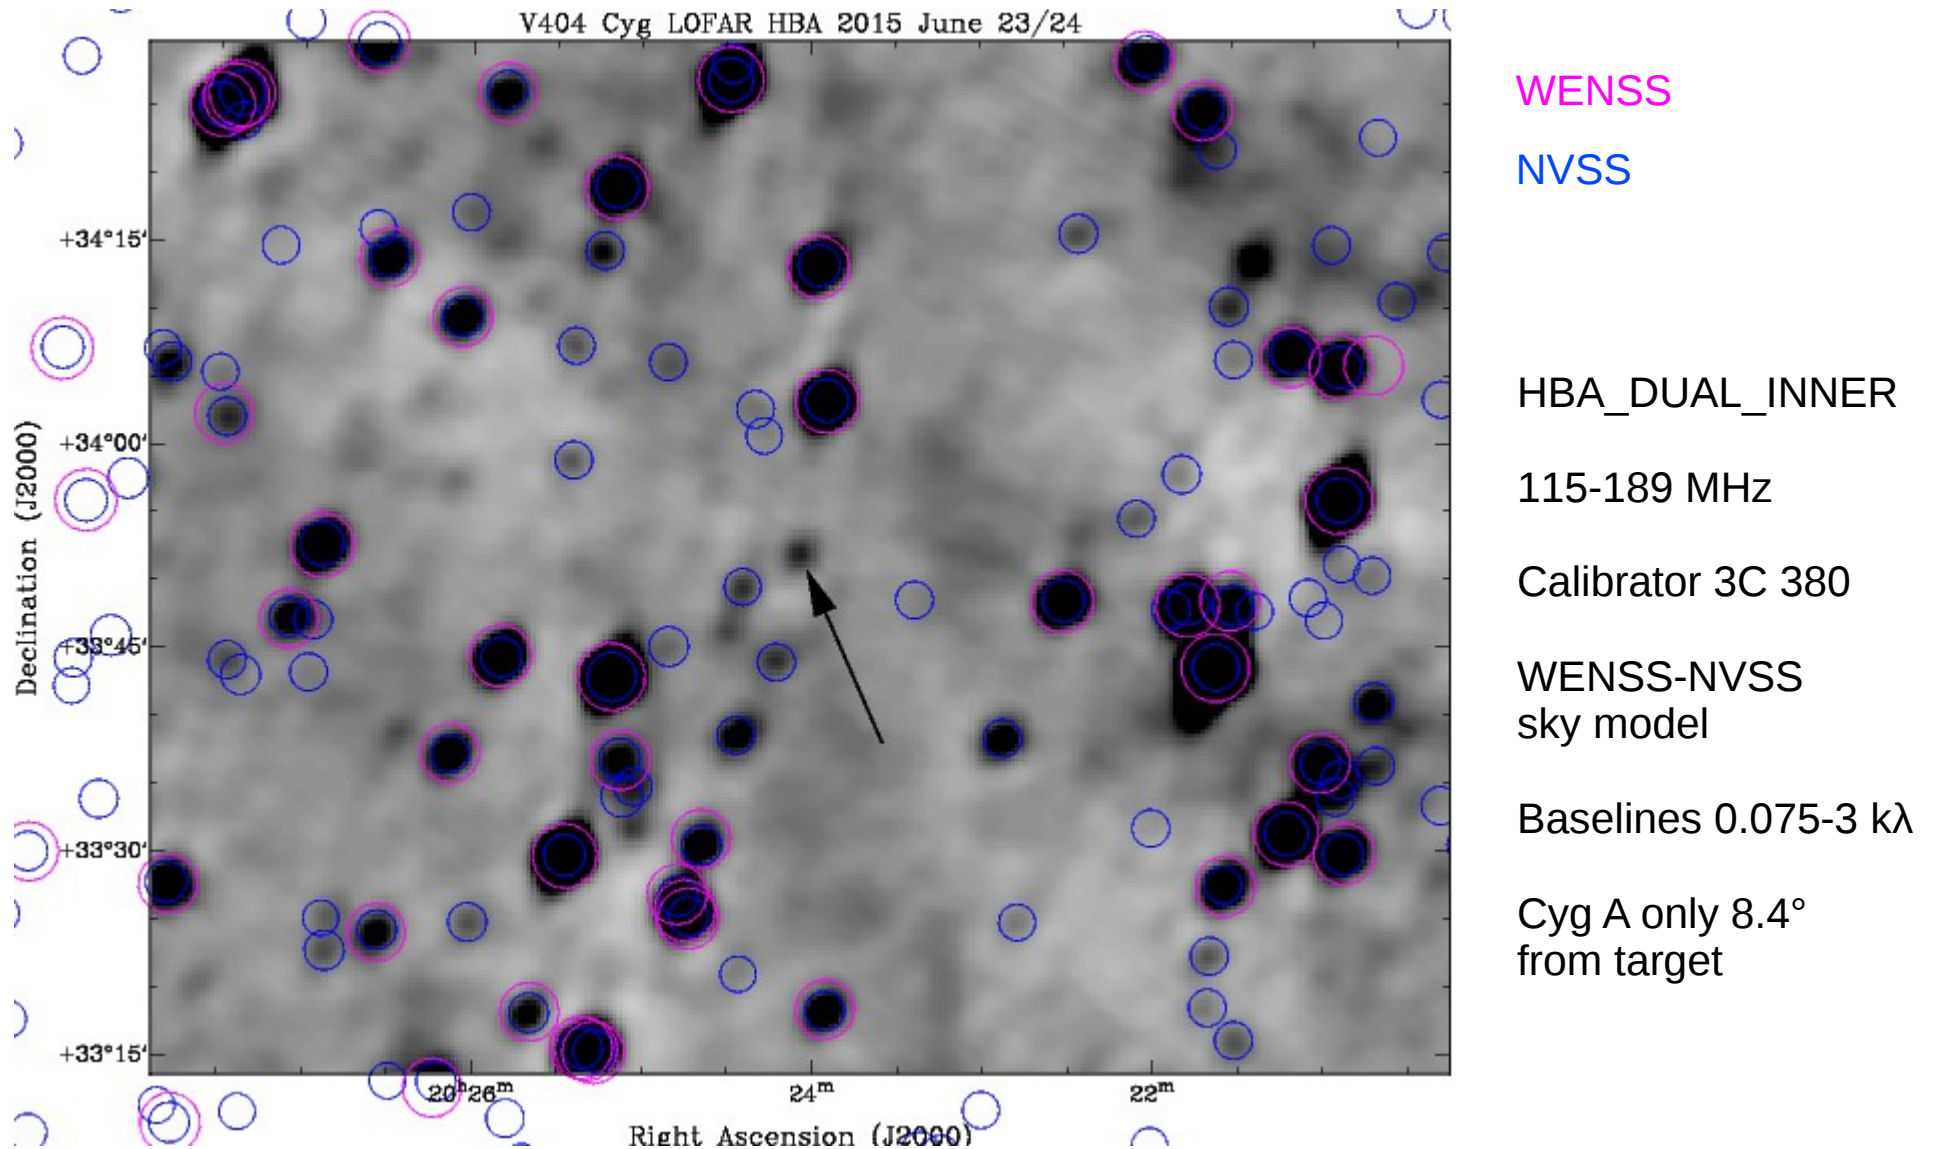 V404 Cyg LOFAR HBA 2015 June 23/24
WENSS
NVSS
+34°15'
+34°00'
+33°45'
+33°30'
+33°15'
Declination (J2000)
20ʰ26ᵐ
24ᵐ
22ᵐ
Right Ascension (J2000)
HBA_DUAL_INNER
115-189 MHz
Calibrator 3C 380
WENSS-NVSS
sky model
Baselines 0.075-3 kλ
Cyg A only 8.4°
from target